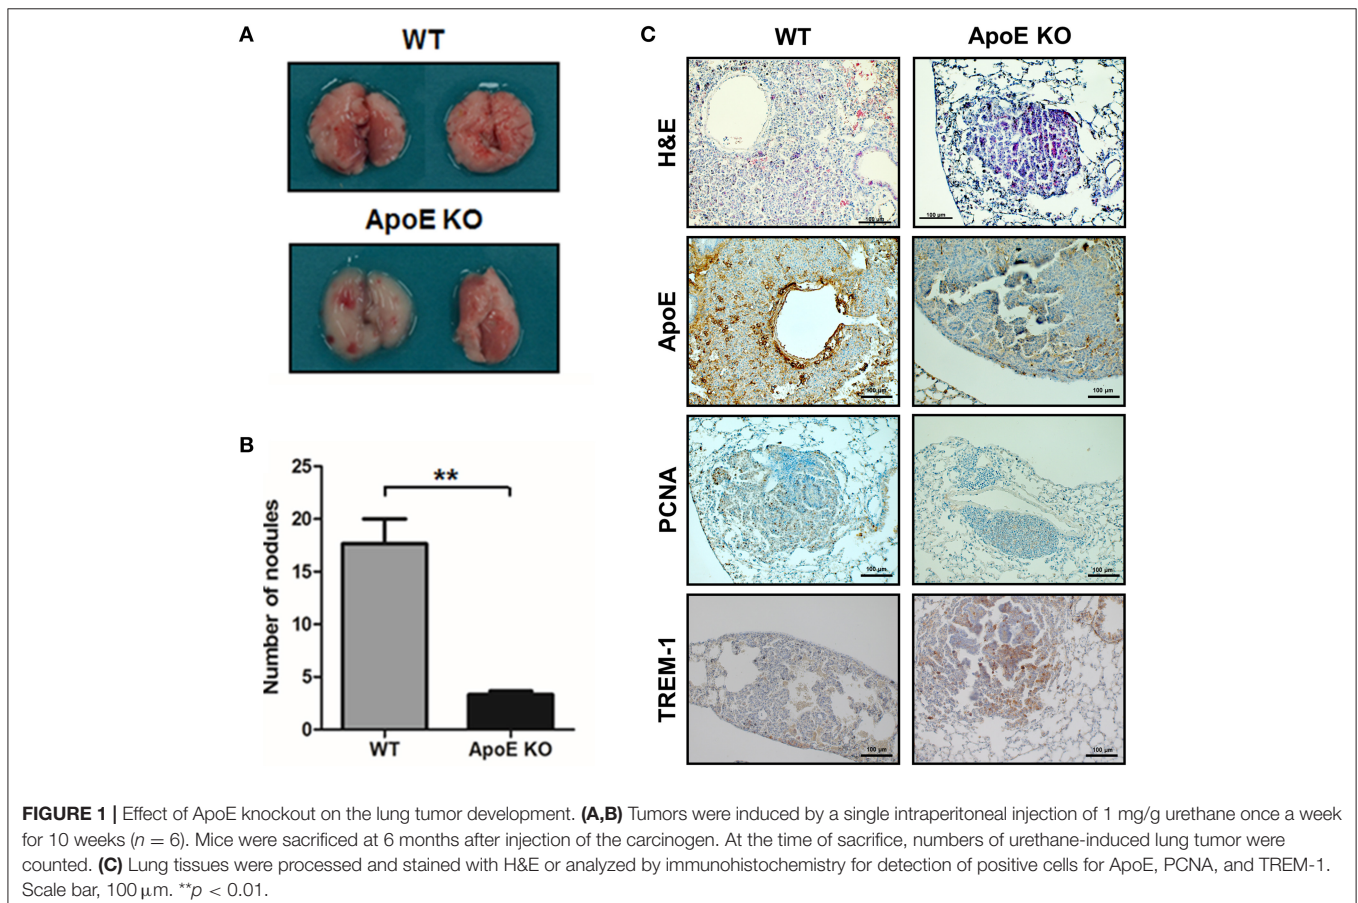 A
WT
ApoE KO
B
25
20
15
10
5
0
Number of nodules
**
WT
ApoE KO
C
WT
ApoE KO
H&E
100 µm
100 µm
ApoE
100 µm
100 µm
PCNA
100 µm
100 µm
TREM-1
100 µm
100 µm
FIGURE 1 | Effect of ApoE knockout on the lung tumor development. (A,B) Tumors were induced by a single intraperitoneal injection of 1 mg/g urethane once a week
for 10 weeks (n = 6). Mice were sacrificed at 6 months after injection of the carcinogen. At the time of sacrifice, numbers of urethane-induced lung tumor were
counted. (C) Lung tissues were processed and stained with H&E or analyzed by immunohistochemistry for detection of positive cells for ApoE, PCNA, and TREM-1.
Scale bar, 100 µm. **p < 0.01.